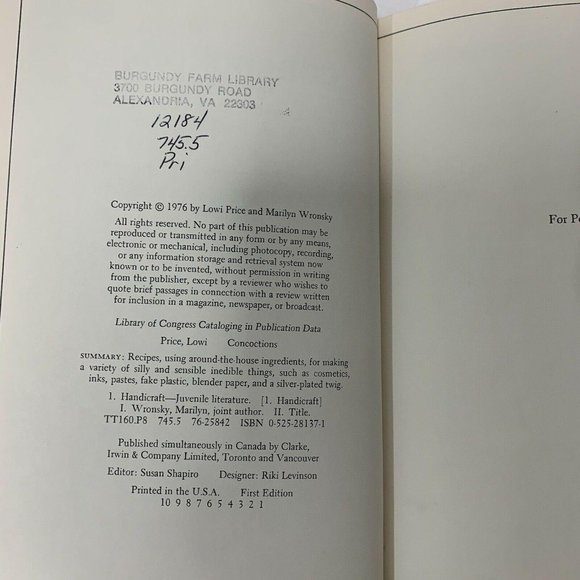 BURGUNDY FARM LIBRARY
3700 BURGUNDY ROAD
ALEXANDRIA, VA 22303
12184
745.5
Pri
Copyright © 1976 by Lowi Price and Marilyn Wronsky
All rights reserved. No part of this publication may be
reproduced or transmitted in any form or by any means,
electronic or mechanical, including photocopy, recording,
or any information storage and retrieval system now
known or to be invented, without permission in writing
from the publisher, except by a reviewer who wishes to
quote brief passages in connection with a review written
for inclusion in a magazine, newspaper, or broadcast.
Library of Congress Cataloging in Publication Data
Price, Lowi Concoctions
SUMMARY: Recipes, using around-the-house ingredients, for making
a variety of silly and sensible inedible things, such as cosmetics,
inks, pastes, fake plastic, blender paper, and a silver-plated twig.
1. Handicraft—Juvenile literature. [1. Handicraft]
I. Wronsky, Marilyn, joint author. II. Title.
TT160.P8 745.5 76-25842 ISBN 0-525-28137-1
Published simultaneously in Canada by Clarke,
Irwin & Company Limited, Toronto and Vancouver
Editor: Susan Shapiro Designer: Riki Levinson
Printed in the U.S.A. First Edition
10 9 8 7 6 5 4 3 2 1
For